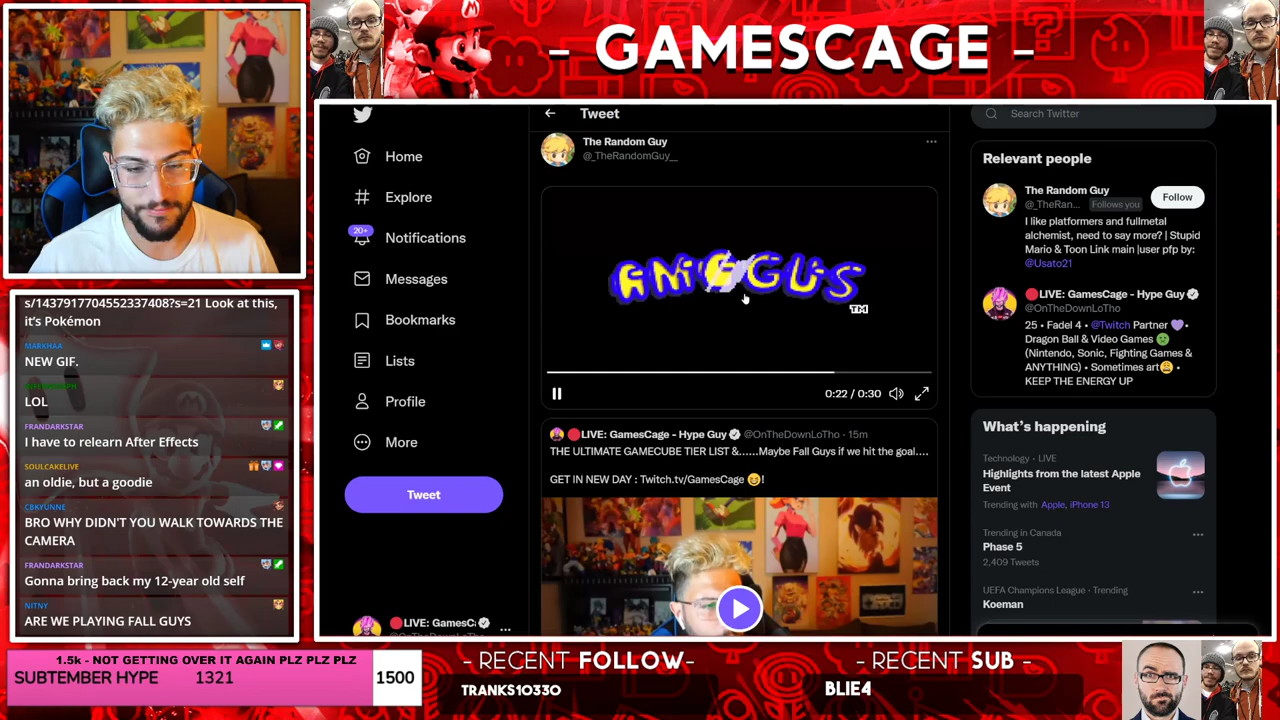 - GAMESCAGE -
s/1437917704552337408?s=21 Look at this,
it's Pokémon
MARKHAA
NEW GIF.
LOL
FRANDARKSTAR
I have to relearn After Effects
SOULCAKELIVE
an oldie, but a goodie
CBKYUNNE
BRO WHY DIDN'T YOU WALK TOWARDS THE
CAMERA
FRANDARKSTAR
Gonna bring back my 12-year old self
NITNY
ARE WE PLAYING FALL GUYS
1.5k - NOT GETTING OVER IT AGAIN PLZ PLZ PLZ
SUBTEMBER HYPE 1321 1500
Home
Explore
20+
Notifications
Messages
Bookmarks
Lists
Profile
More
Tweet
LIVE: GamesC
Tweet
The Random Guy
@_TheRandomGuy__
AMOGUS
TM
0:22 / 0:30
LIVE: GamesCage - Hype Guy @OnTheDownLoTho · 15m
THE ULTIMATE GAMECUBE TIER LIST &......Maybe Fall Guys if we hit the goal....
GET IN NEW DAY : Twitch.tv/GamesCage 😉!
Search Twitter
Relevant people
The Random Guy
@_TheRan... Follows you
Follow
I like platformers and fullmetal
alchemist, need to say more? | Stupid
Mario & Toon Link main |user pfp by:
@Usato21
LIVE: GamesCage - Hype Guy
@OnTheDownLoTho
25 • Fadel 4 • @Twitch Partner 💜•
Dragon Ball & Video Games 🤢
(Nintendo, Sonic, Fighting Games &
ANYTHING) • Sometimes art😩 •
KEEP THE ENERGY UP
What's happening
Technology · LIVE
Highlights from the latest Apple
Event
Trending with Apple, iPhone 13
Trending in Canada
Phase 5
2,409 Tweets
UEFA Champions League · Trending
Koeman
- RECENT FOLLOW-
TRANKS10330
- RECENT SUB -
BLIE4